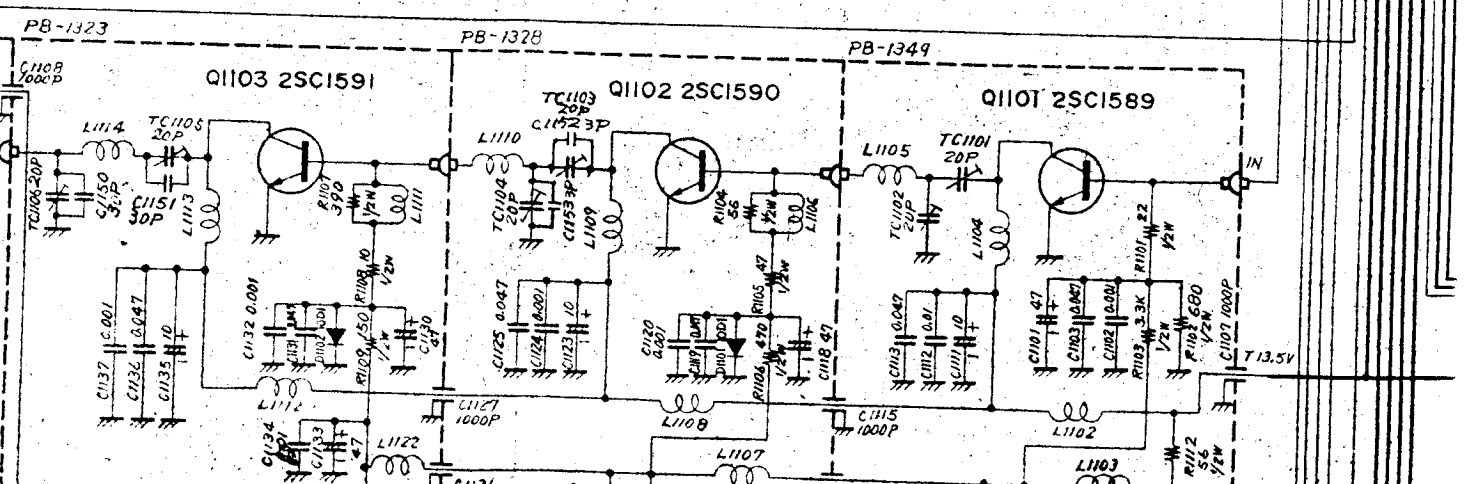 PB-1323
PB-1328
PB-1349
C1108
1000P
Q1103 2SC1591
Q1102 2SC1590
Q1101 2SC1589
L1114
TC1105
20P
TC1103
20P
C1152 3P
L1110
L1105
TC1101
20P
IN
TC1106 20P
C1150
C1151
30P
L1113
R1107
390
1/2W
L1111
TC1104
20P
C1153 3P
L1109
R1104
56
1/2W
L1106
TC1102
20P
L1104
R1101 22
1/2W
R1108 10
1/2W
R1105 47
1/2W
C1137 0.001
C1136 0.047
C1135 10
C1132 0.001
C1131
D1102
R1109 150
1/2W
C1130
47
C1125 0.047
C1124 0.001
C1123 10
C1120
0.001
C1119
D1101
R1106 470
1/2W
C1118 47
C1113 0.047
C1112 0.01
C1111 10
C1101 47
C1103 0.047
C1102 0.001
R1103 3.3K
1/2W
R1102 680
1/2W
C1107 1000P
T 13.5V
L1112
C1127
1000P
L1108
C1115
1000P
L1102
C1134
C1133
47
L1122
L1107
L1103
R1112
56
1/2W